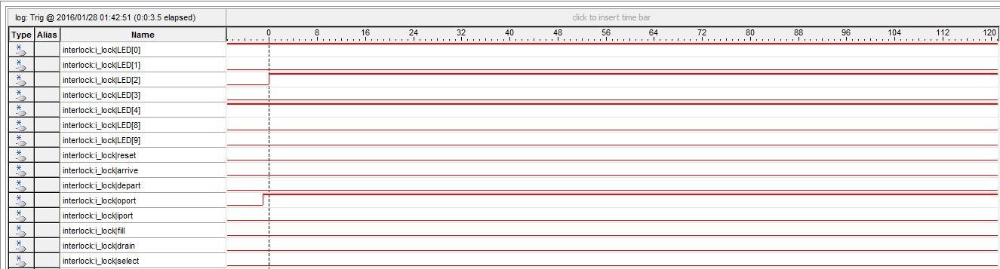 log: Trig @ 2016/01/28 01:42:51 (0:0:3.5 elapsed) click to insert time bar
Type Alias Name 0 8 16 24 32 40 48 56 64 72 80 88 96 104 112 120
interlock:i_lock|LED[0]
interlock:i_lock|LED[1]
interlock:i_lock|LED[2]
interlock:i_lock|LED[3]
interlock:i_lock|LED[4]
interlock:i_lock|LED[8]
interlock:i_lock|LED[9]
interlock:i_lock|reset
interlock:i_lock|arrive
interlock:i_lock|depart
interlock:i_lock|oport
interlock:i_lock|iport
interlock:i_lock|fill
interlock:i_lock|drain
interlock:i_lock|select